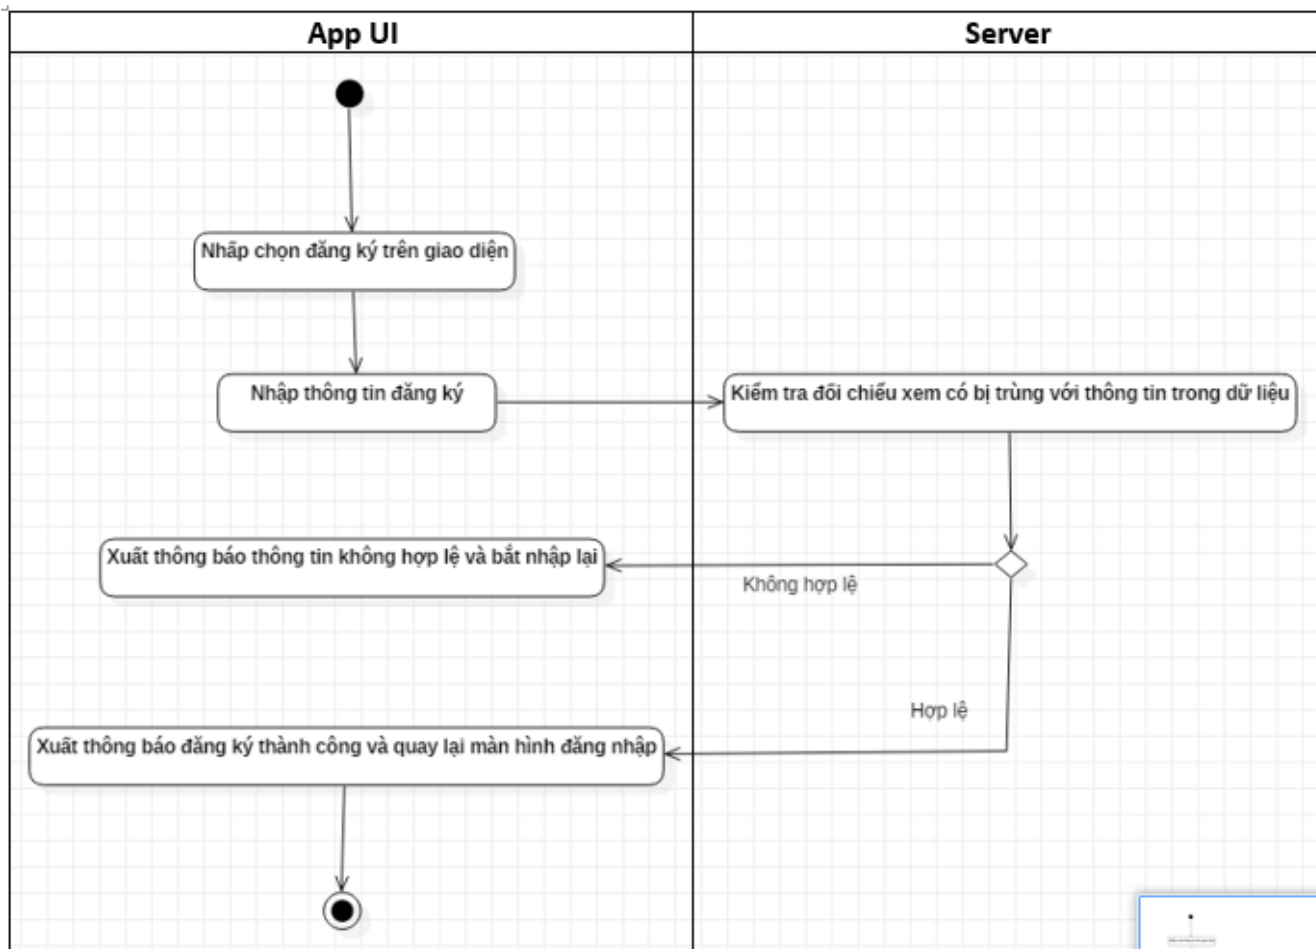 App UI
Server
Nhấp chọn đăng ký trên giao diện
Nhập thông tin đăng ký
Kiểm tra đối chiếu xem có bị trùng với thông tin trong dữ liệu
Xuất thông báo thông tin không hợp lệ và bắt nhập lại
Không hợp lệ
Hợp lệ
Xuất thông báo đăng ký thành công và quay lại màn hình đăng nhập